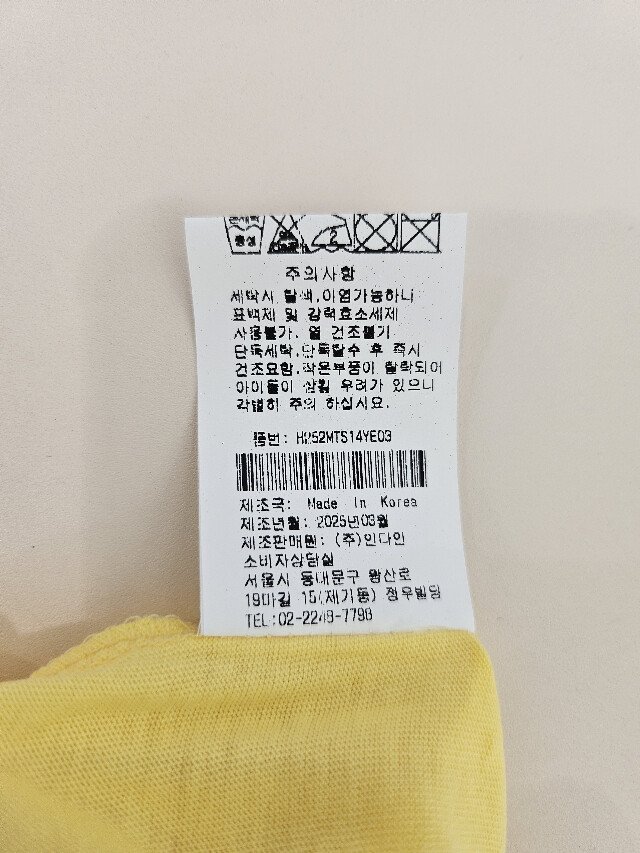 중성
2
주의사항
세탁시 탈색,이염가능하니
표백제 및 강력효소세제
사용불가, 열 건조불가
단독세탁,단독탈수 후 즉시
건조요함,작은부품이 탈락되어
아이들이 삼킬 우려가 있으니
각별히 주의 하십시요.
품번: H252MTS14YE03
제조국: Made In Korea
제조년월: 2025년03월
제조판매원: (주)인다안
소비자상담실
서울시 동대문구 왕산로
19마길 15(제기동) 정우빌딩
TEL:02-2248-7798